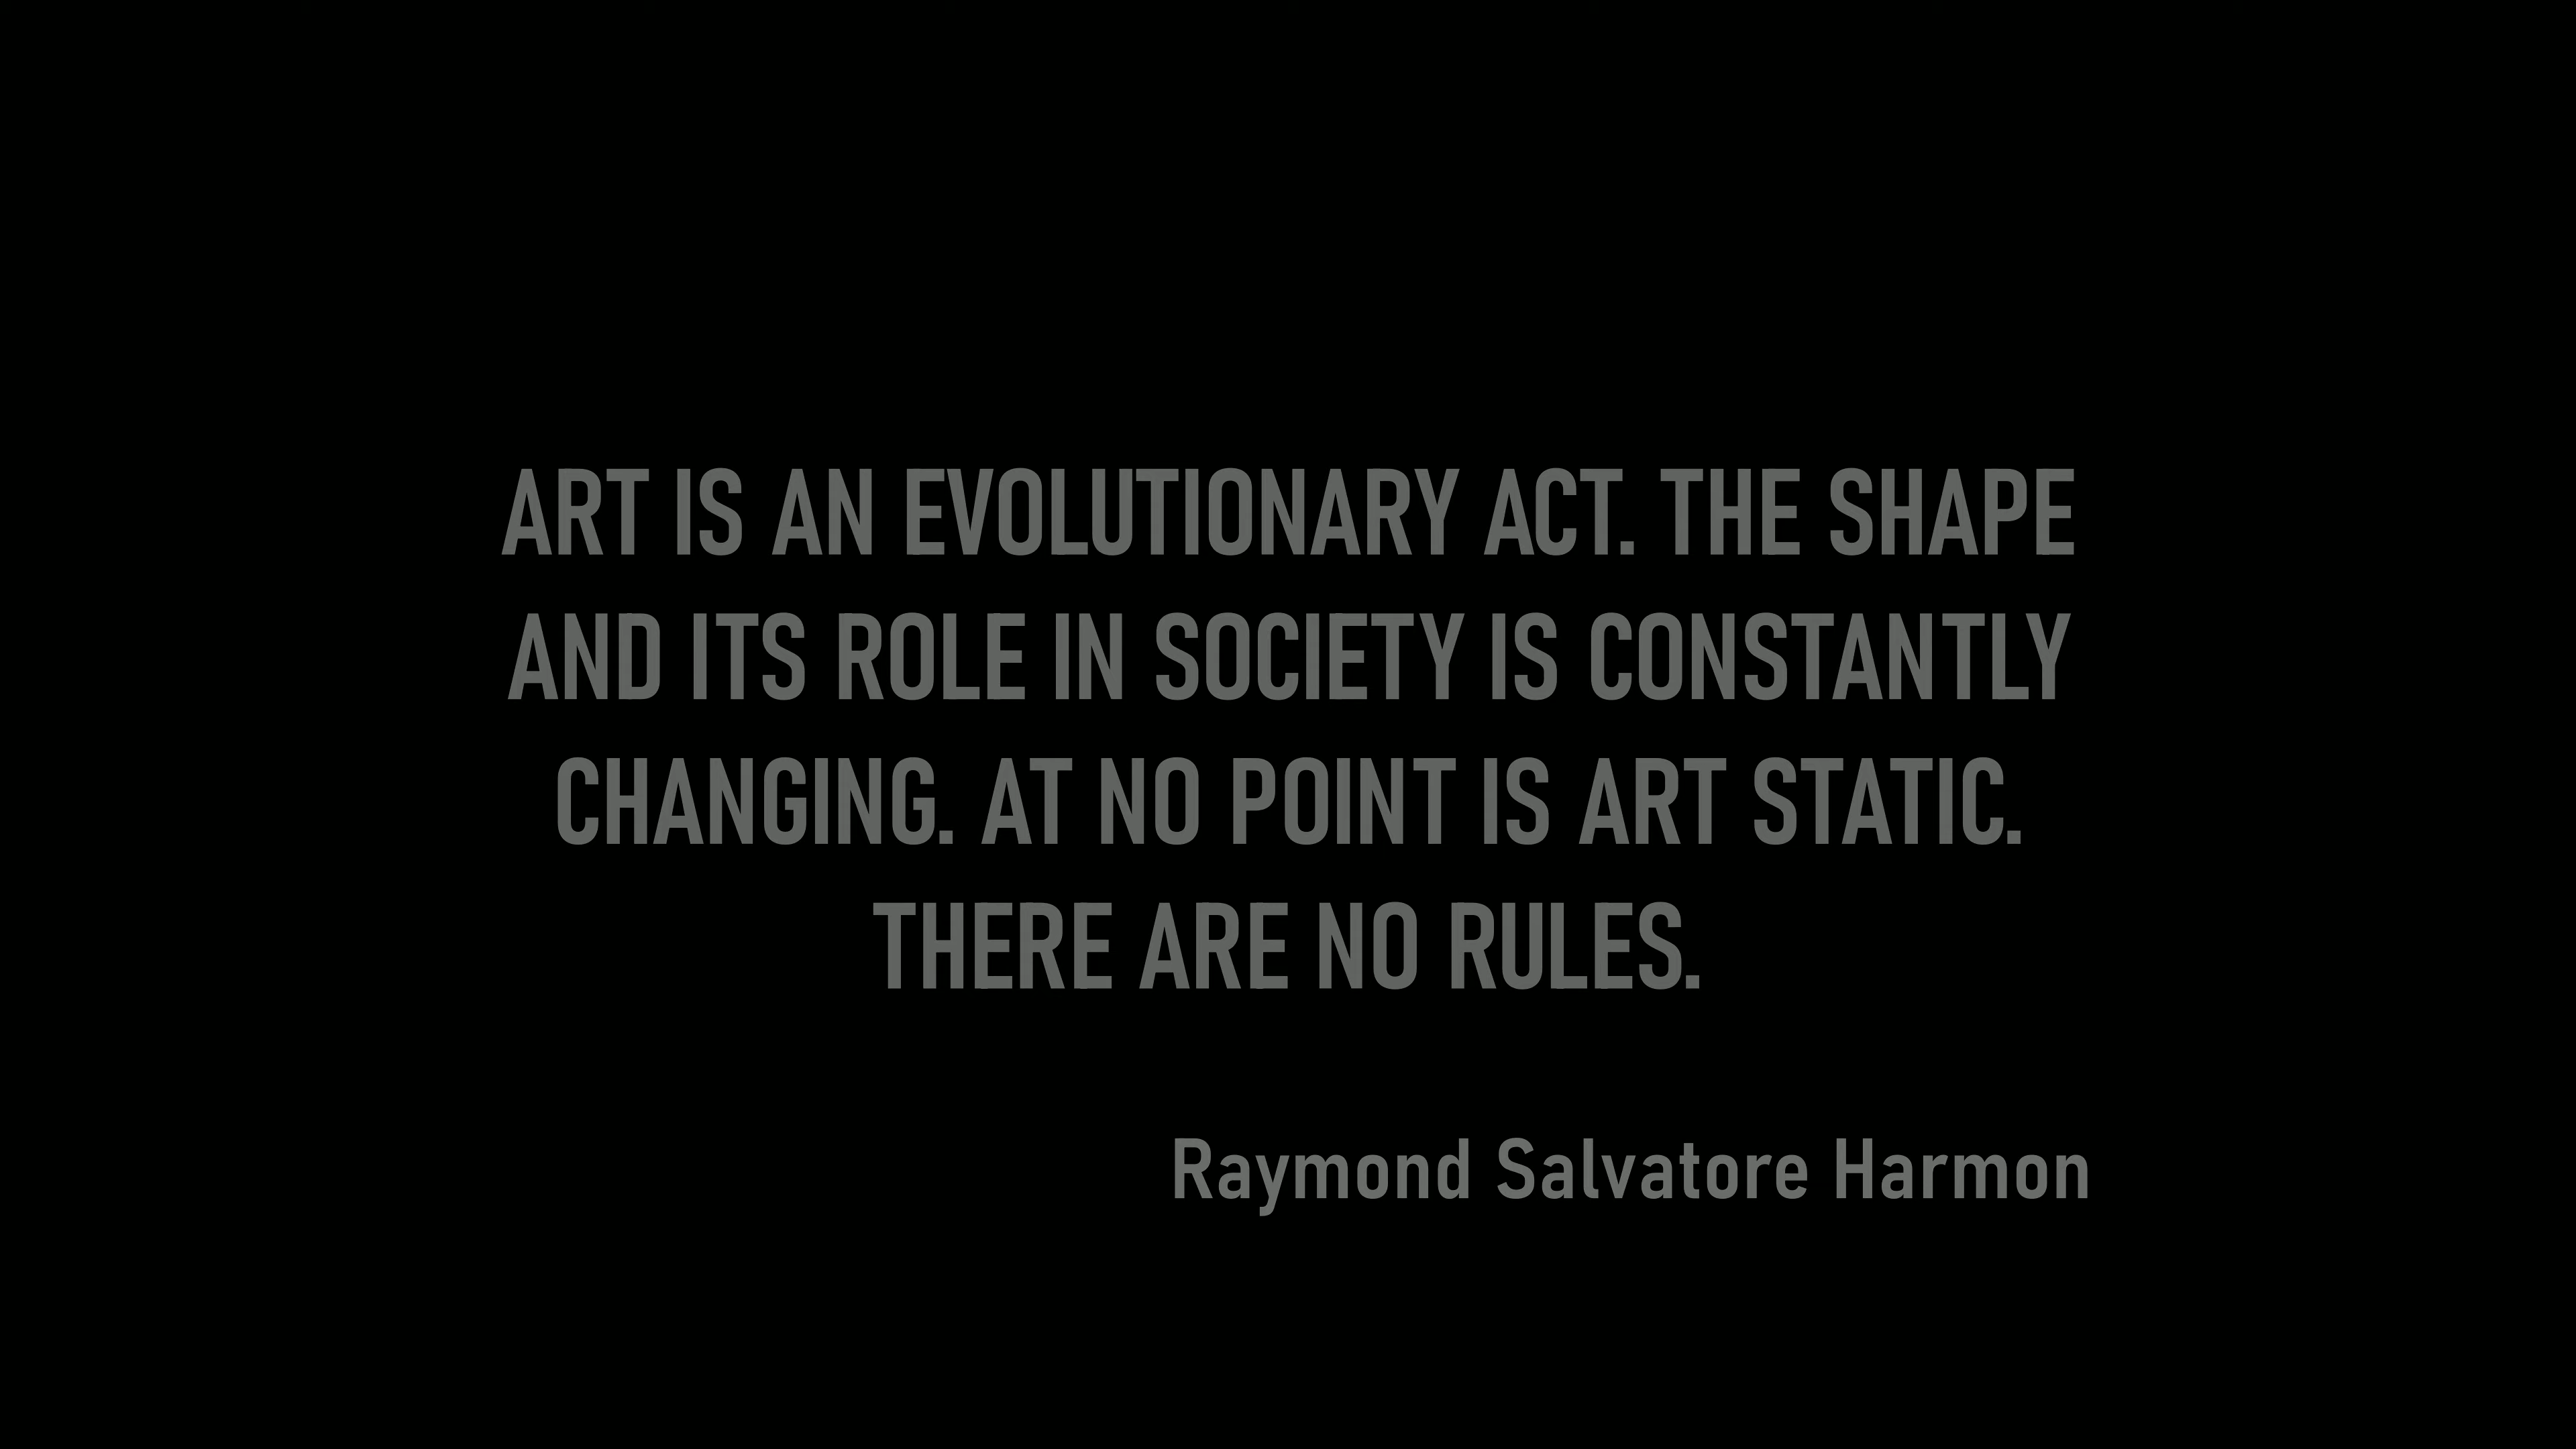 ART IS AN EVOLUTIONARY ACT. THE SHAPE
AND ITS ROLE IN SOCIETY IS CONSTANTLY
CHANGING. AT NO POINT IS ART STATIC.
THERE ARE NO RULES.
Raymond Salvatore Harmon